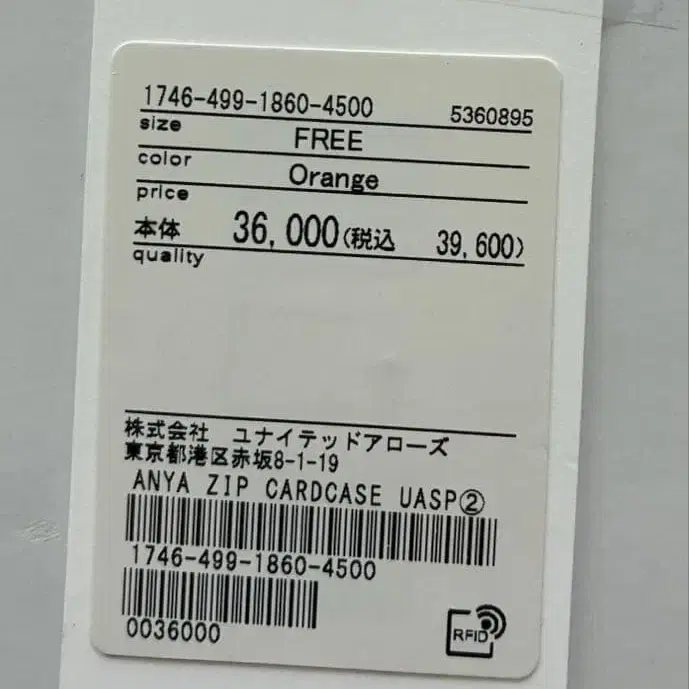 1746-499-1860-4500 5360895
size FREE
color Orange
price
本体 36,000(税込 39,600)
quality
株式会社 ユナイテッドアローズ
東京都港区赤坂8-1-19
ANYA ZIP CARDCASE UASP②
1746-499-1860-4500
0036000
RFID